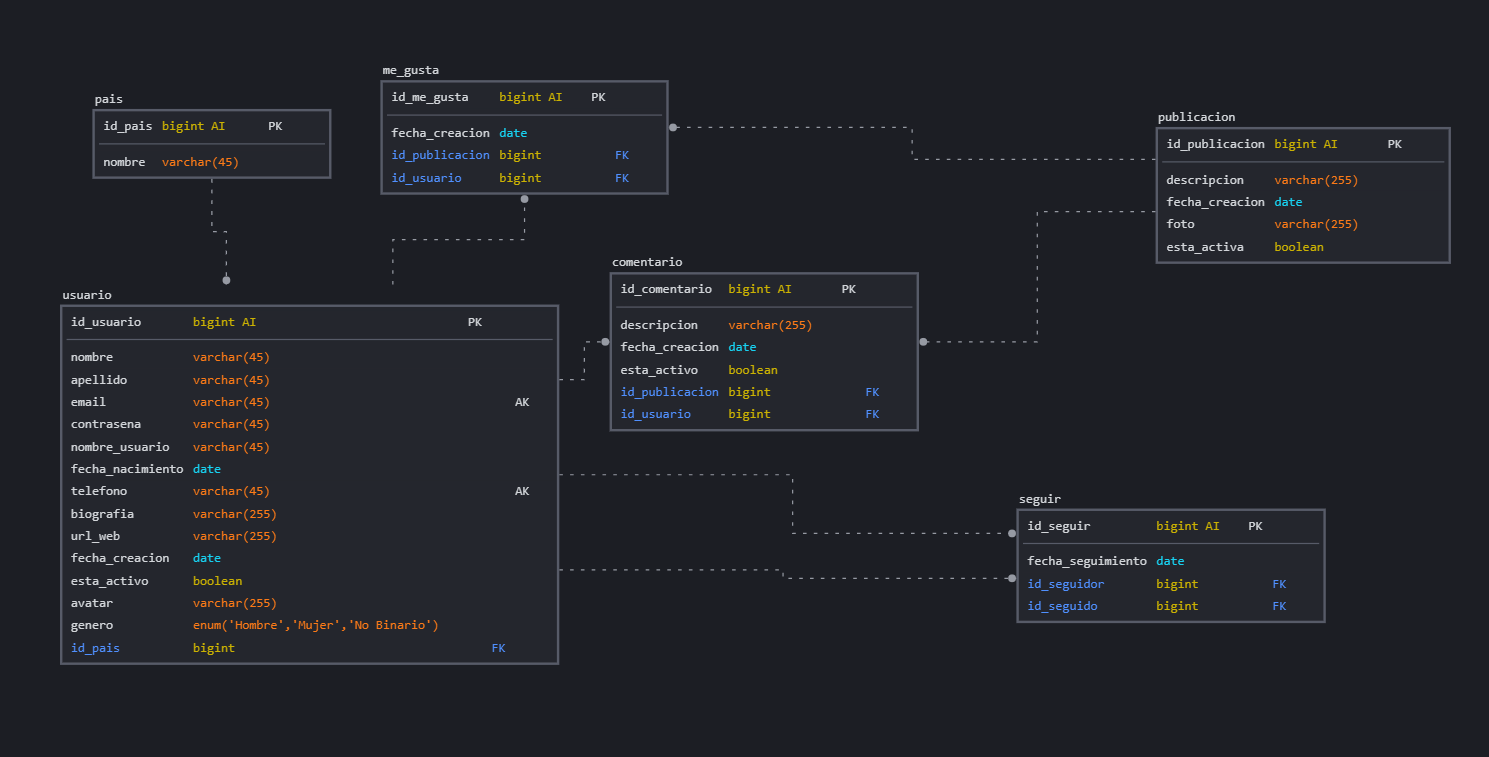 me_gusta
id_me_gusta bigint AI PK
fecha_creacion date
id_publicacion bigint FK
id_usuario bigint FK
pais
id_pais bigint AI PK
nombre varchar(45)
publicacion
id_publicacion bigint AI PK
descripcion varchar(255)
fecha_creacion date
foto varchar(255)
esta_activa boolean
comentario
id_comentario bigint AI PK
descripcion varchar(255)
fecha_creacion date
esta_activo boolean
id_publicacion bigint FK
id_usuario bigint FK
usuario
id_usuario bigint AI PK
nombre varchar(45)
apellido varchar(45)
email varchar(45) AK
contrasena varchar(45)
nombre_usuario varchar(45)
fecha_nacimiento date
telefono varchar(45) AK
biografia varchar(255)
url_web varchar(255)
fecha_creacion date
esta_activo boolean
avatar varchar(255)
genero enum('Hombre','Mujer','No Binario')
id_pais bigint FK
seguir
id_seguir bigint AI PK
fecha_seguimiento date
id_seguidor bigint FK
id_seguido bigint FK